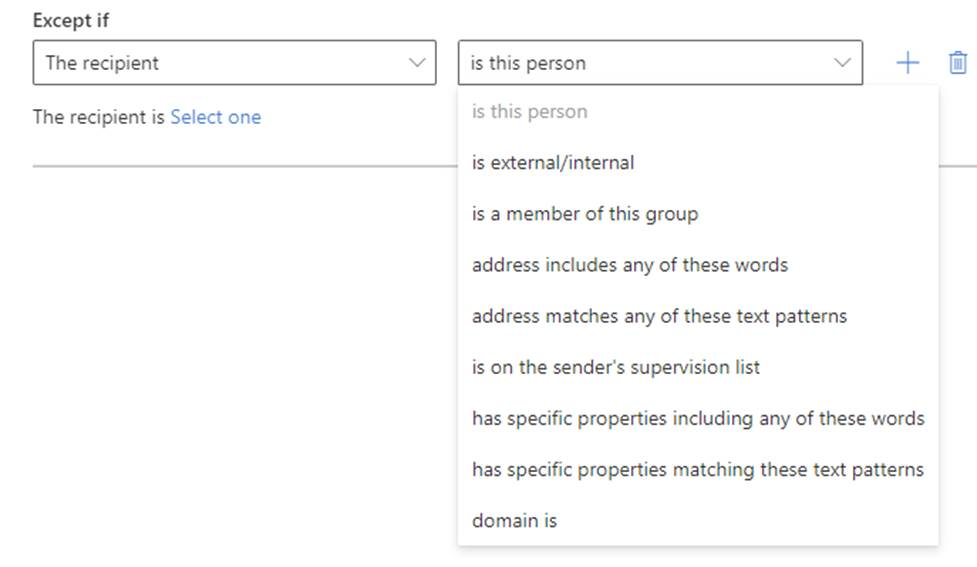 Except if
The recipient
is this person
The recipient is Select one
is this person
is external/internal
is a member of this group
address includes any of these words
address matches any of these text patterns
is on the sender's supervision list
has specific properties including any of these words
has specific properties matching these text patterns
domain is